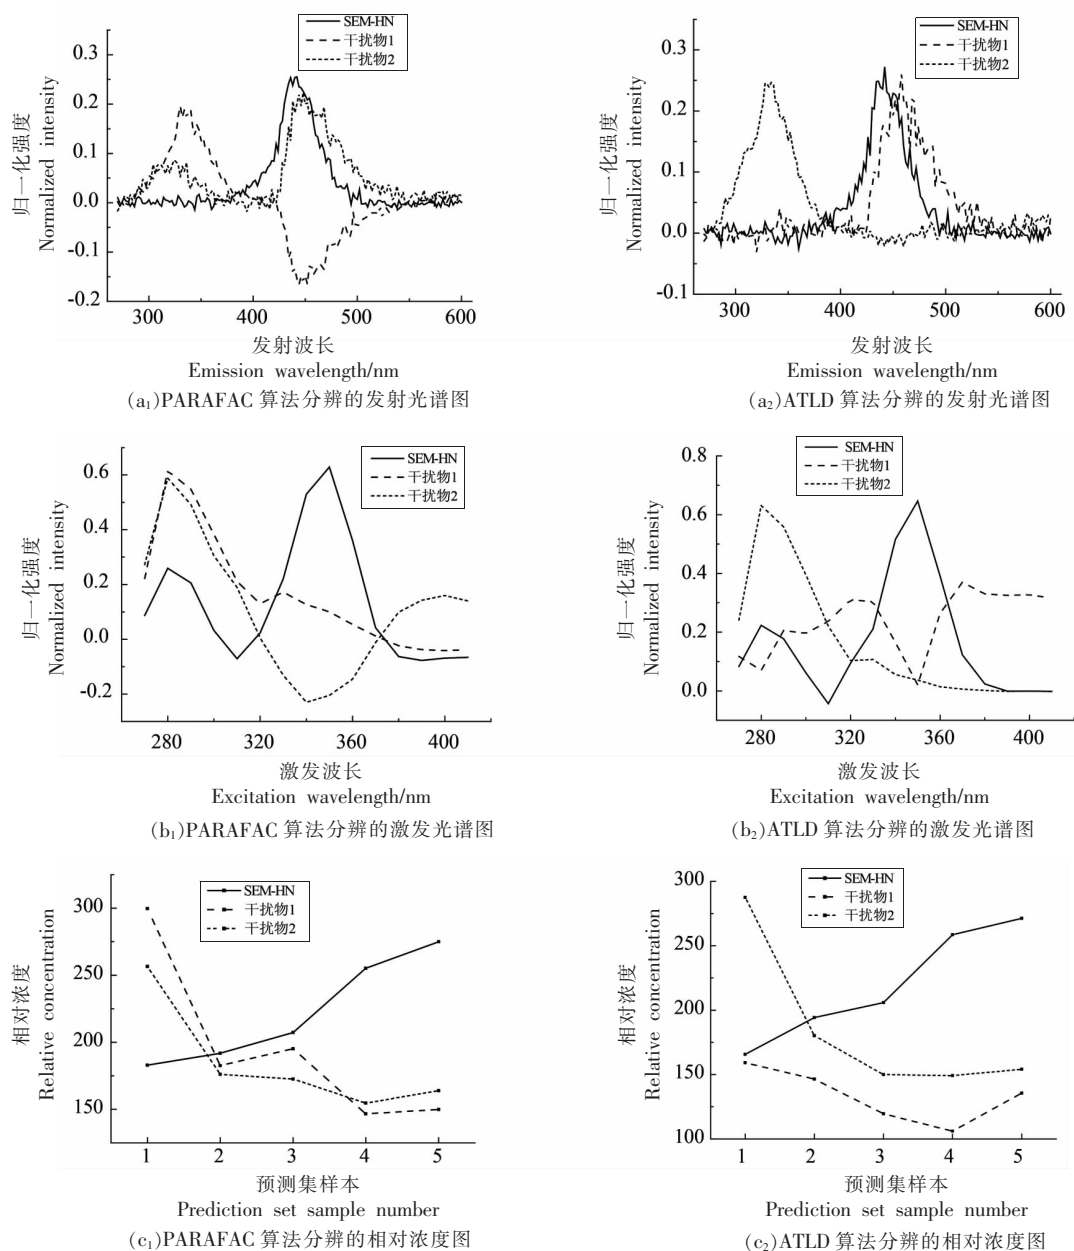 SEM-HN
干扰物1
干扰物2
0.3
0.2
0.1
0.0
-0.1
-0.2
归一化强度
Normalized intensity
300
400
500
600
发射波长
Emission wavelength/nm
(a₁)PARAFAC 算法分辨的发射光谱图
SEM-HN
干扰物1
干扰物2
0.3
0.2
0.1
0.0
-0.1
归一化强度
Normalized intensity
300
400
500
600
发射波长
Emission wavelength/nm
(a₂)ATLD 算法分辨的发射光谱图
SEM-HN
干扰物1
干扰物2
0.6
0.4
0.2
0.0
-0.2
归一化强度
Normalized intensity
280
320
360
400
激发波长
Excitation wavelength/nm
(b₁)PARAFAC 算法分辨的激发光谱图
SEM-HN
干扰物1
干扰物2
0.8
0.6
0.4
0.2
0.0
归一化强度
Normalized intensity
280
320
360
400
激发波长
Excitation wavelength/nm
(b₂)ATLD 算法分辨的激发光谱图
SEM-HN
干扰物1
干扰物2
300
250
200
150
相对浓度
Relative concentration
1
2
3
4
5
预测集样本
Prediction set sample number
(c₁)PARAFAC 算法分辨的相对浓度图
SEM-HN
干扰物1
干扰物2
300
250
200
150
100
相对浓度
Relative concentration
1
2
3
4
5
预测集样本
Prediction set sample number
(c₂)ATLD 算法分辨的相对浓度图